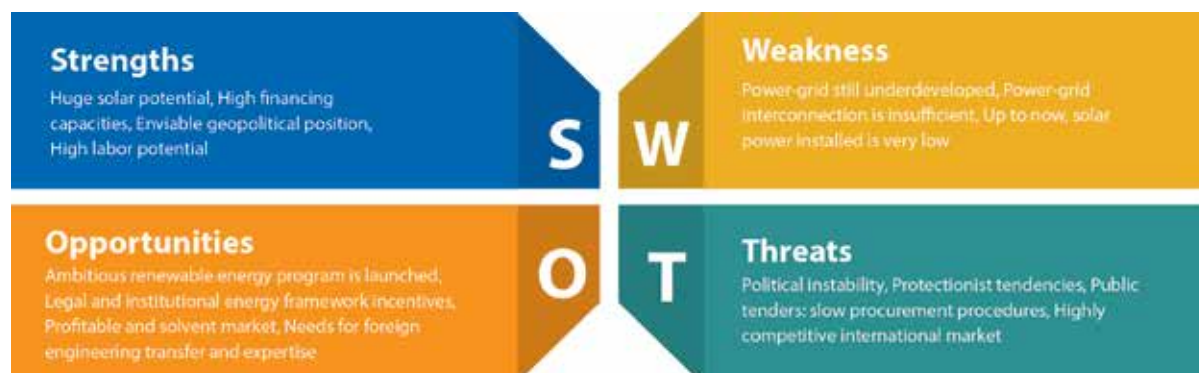 Strengths
Huge solar potential, High financing
capacities, Enviable geopolitical position,
High labor potential
S
W
Weakness
Power-grid still underdeveloped, Power-grid
interconnection is insufficient, Up to now, solar
power installed is very low
Opportunities
Ambitious renewable energy program is launched,
Legal and institutional energy framework incentives,
Profitable and solvent market, Needs for foreign
engineering transfer and expertise
O
T
Threats
Political instability, Protectionist tendencies, Public
tenders: slow procurement procedures, Highly
competitive international market